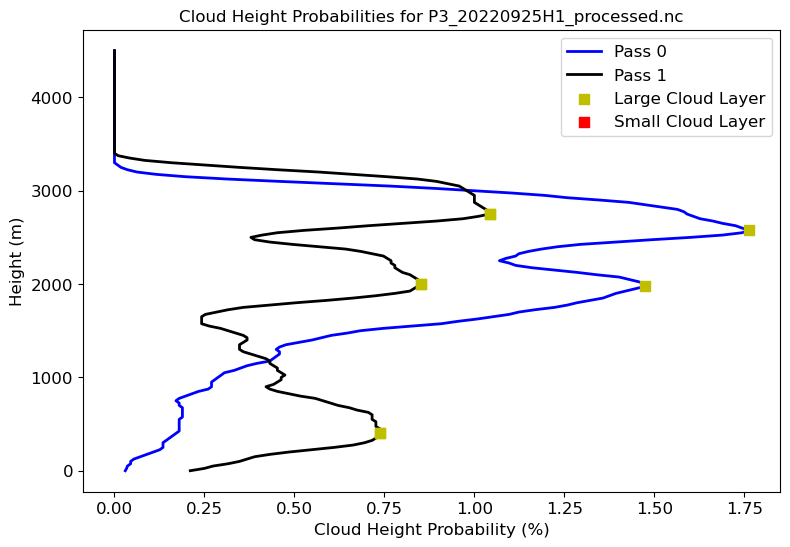 Cloud Height Probabilities for P3_20220925H1_processed.nc
Pass 0
Pass 1
Large Cloud Layer
Small Cloud Layer
Height (m)
4000
3000
2000
1000
0
0.00 0.25 0.50 0.75 1.00 1.25 1.50 1.75
Cloud Height Probability (%)